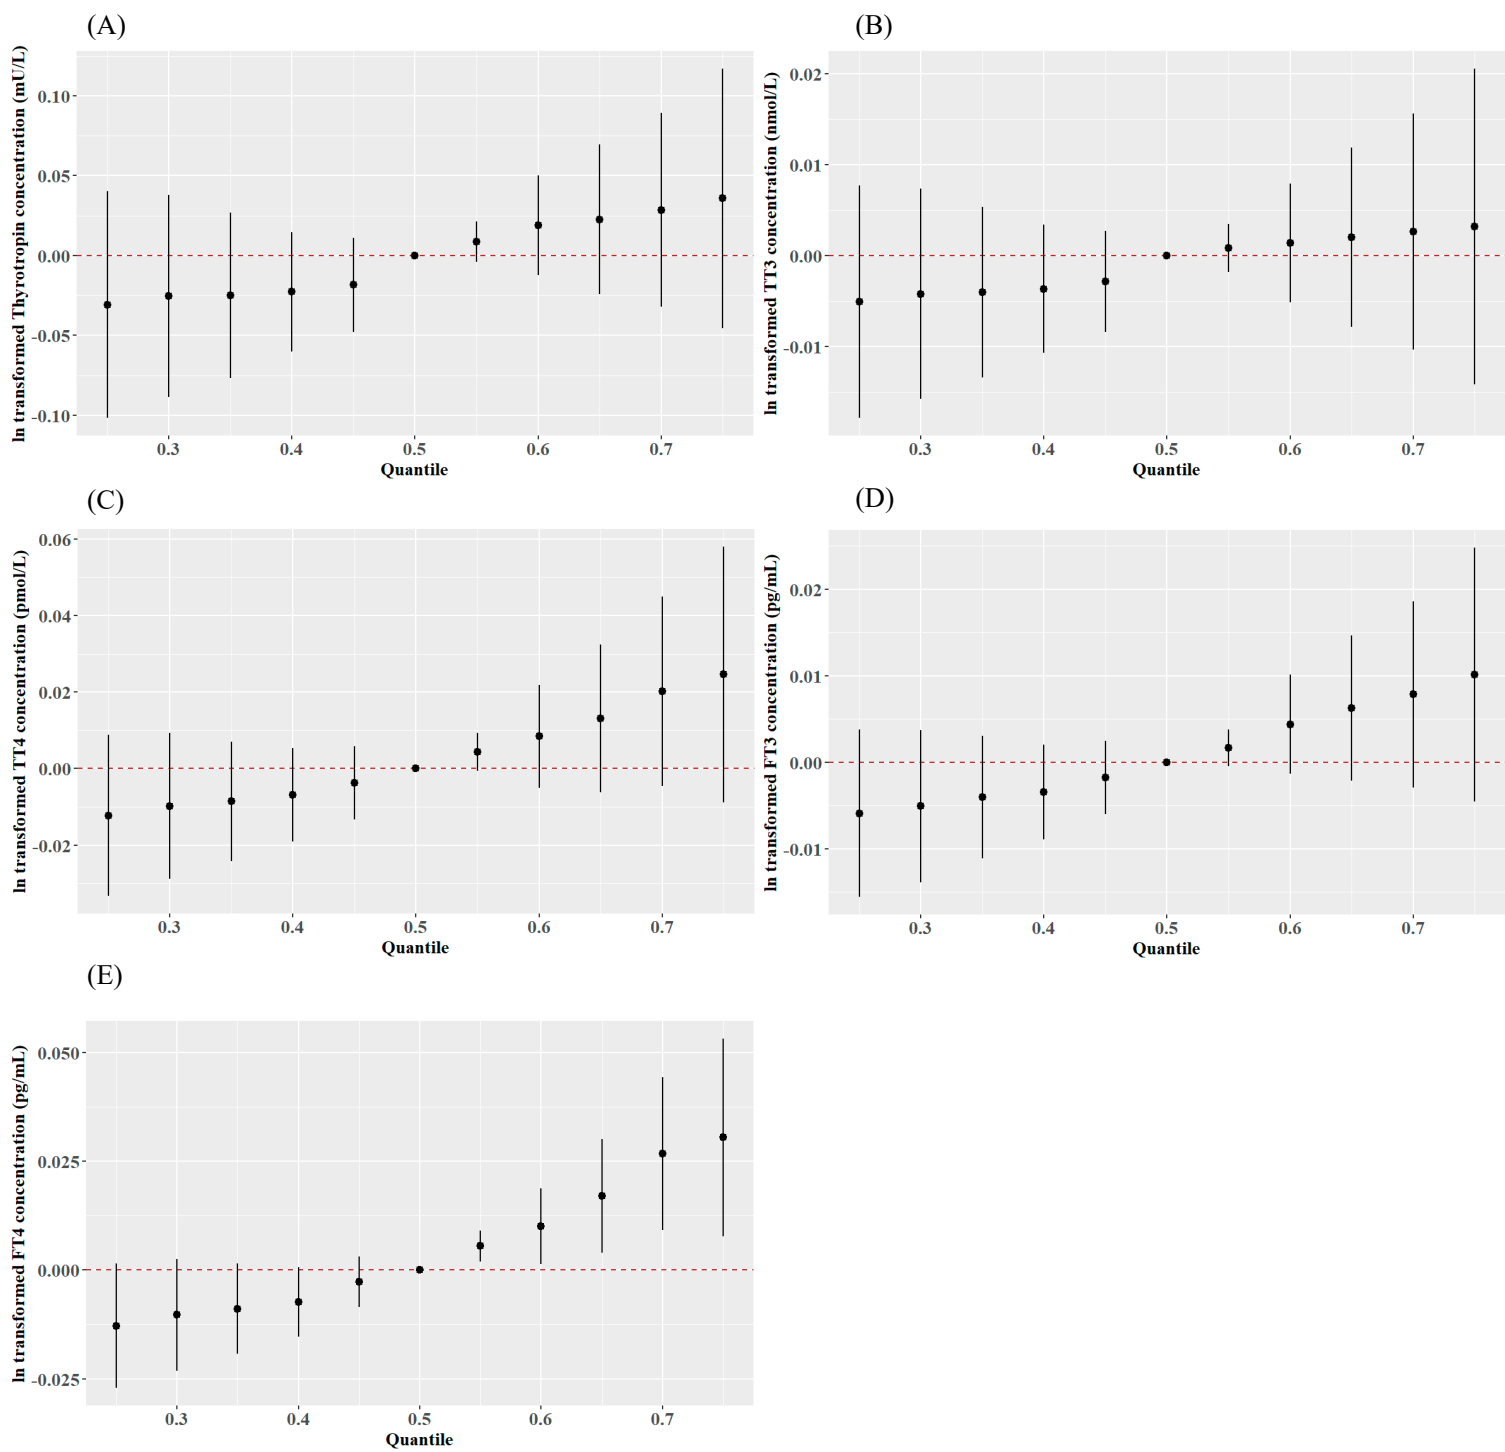 (A)
ln transformed Thyrotropin concentration (mU/L)
0.10
0.05
0.00
-0.05
-0.10
0.3 0.4 0.5 0.6 0.7
Quantile
(B)
ln transformed TT3 concentration (nmol/L)
0.02
0.01
0.00
-0.01
0.3 0.4 0.5 0.6 0.7
Quantile
(C)
ln transformed TT4 concentration (pmol/L)
0.06
0.04
0.02
0.00
-0.02
0.3 0.4 0.5 0.6 0.7
Quantile
(D)
ln transformed FT3 concentration (pg/mL)
0.02
0.01
0.00
-0.01
0.3 0.4 0.5 0.6 0.7
Quantile
(E)
ln transformed FT4 concentration (pg/mL)
0.050
0.025
0.000
-0.025
0.3 0.4 0.5 0.6 0.7
Quantile